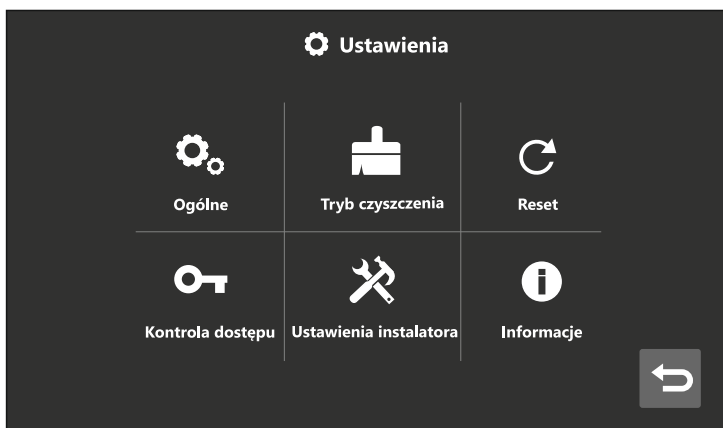 Ustawienia
Ogólne
Tryb czyszczenia
Reset
Kontrola dostępu
Ustawienia instalatora
Informacje